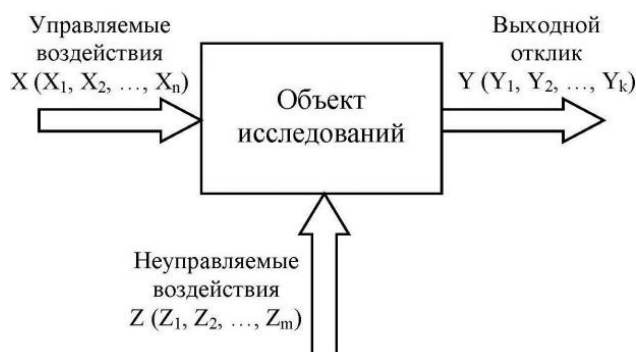 Управляемые
воздействия
X (X₁, X₂, …, Xₙ)
Объект
исследований
Выходной
отклик
Y (Y₁, Y₂, …, Yₖ)
Неуправляемые
воздействия
Z (Z₁, Z₂, …, Zₘ)